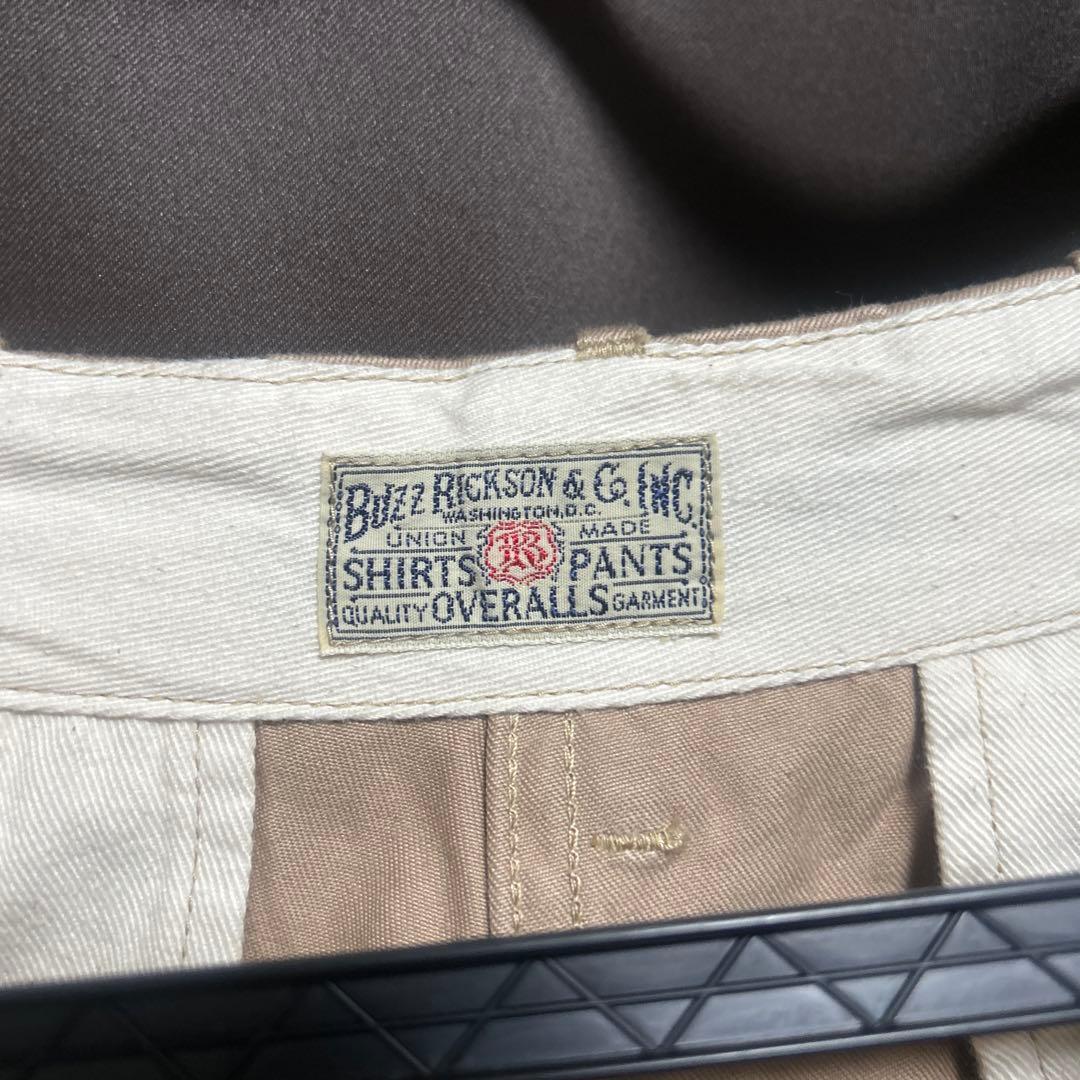 BUZZ RICKSON & CO. INC.
WASHINGTON, D.C.
UNION MADE
SHIRTS R PANTS
QUALITY OVERALLS GARMENT